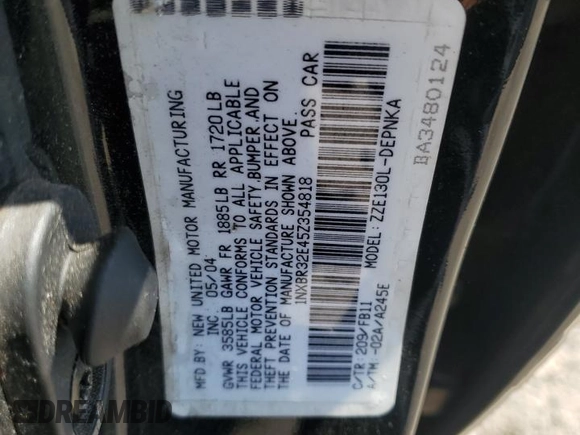 MFD BY: NEW UNITED MOTOR MANUFACTURING
INC. 05/04
GVWR 3585LB GAWR FR 1885LB RR 1720LB
THIS VEHICLE CONFORMS TO ALL APPLICABLE
FEDERAL MOTOR VEHICLE SAFETY, BUMPER, AND
THEFT PREVENTION STANDARDS IN EFFECT ON
THE DATE OF MANUFACTURE SHOWN ABOVE.
1NXBR32E45Z354818 PASS CAR
C/TR: 209/FB11 MODEL: ZZE130L-DEPNKA
A/TM -02A/A245E
BA3480124
DREAMBID